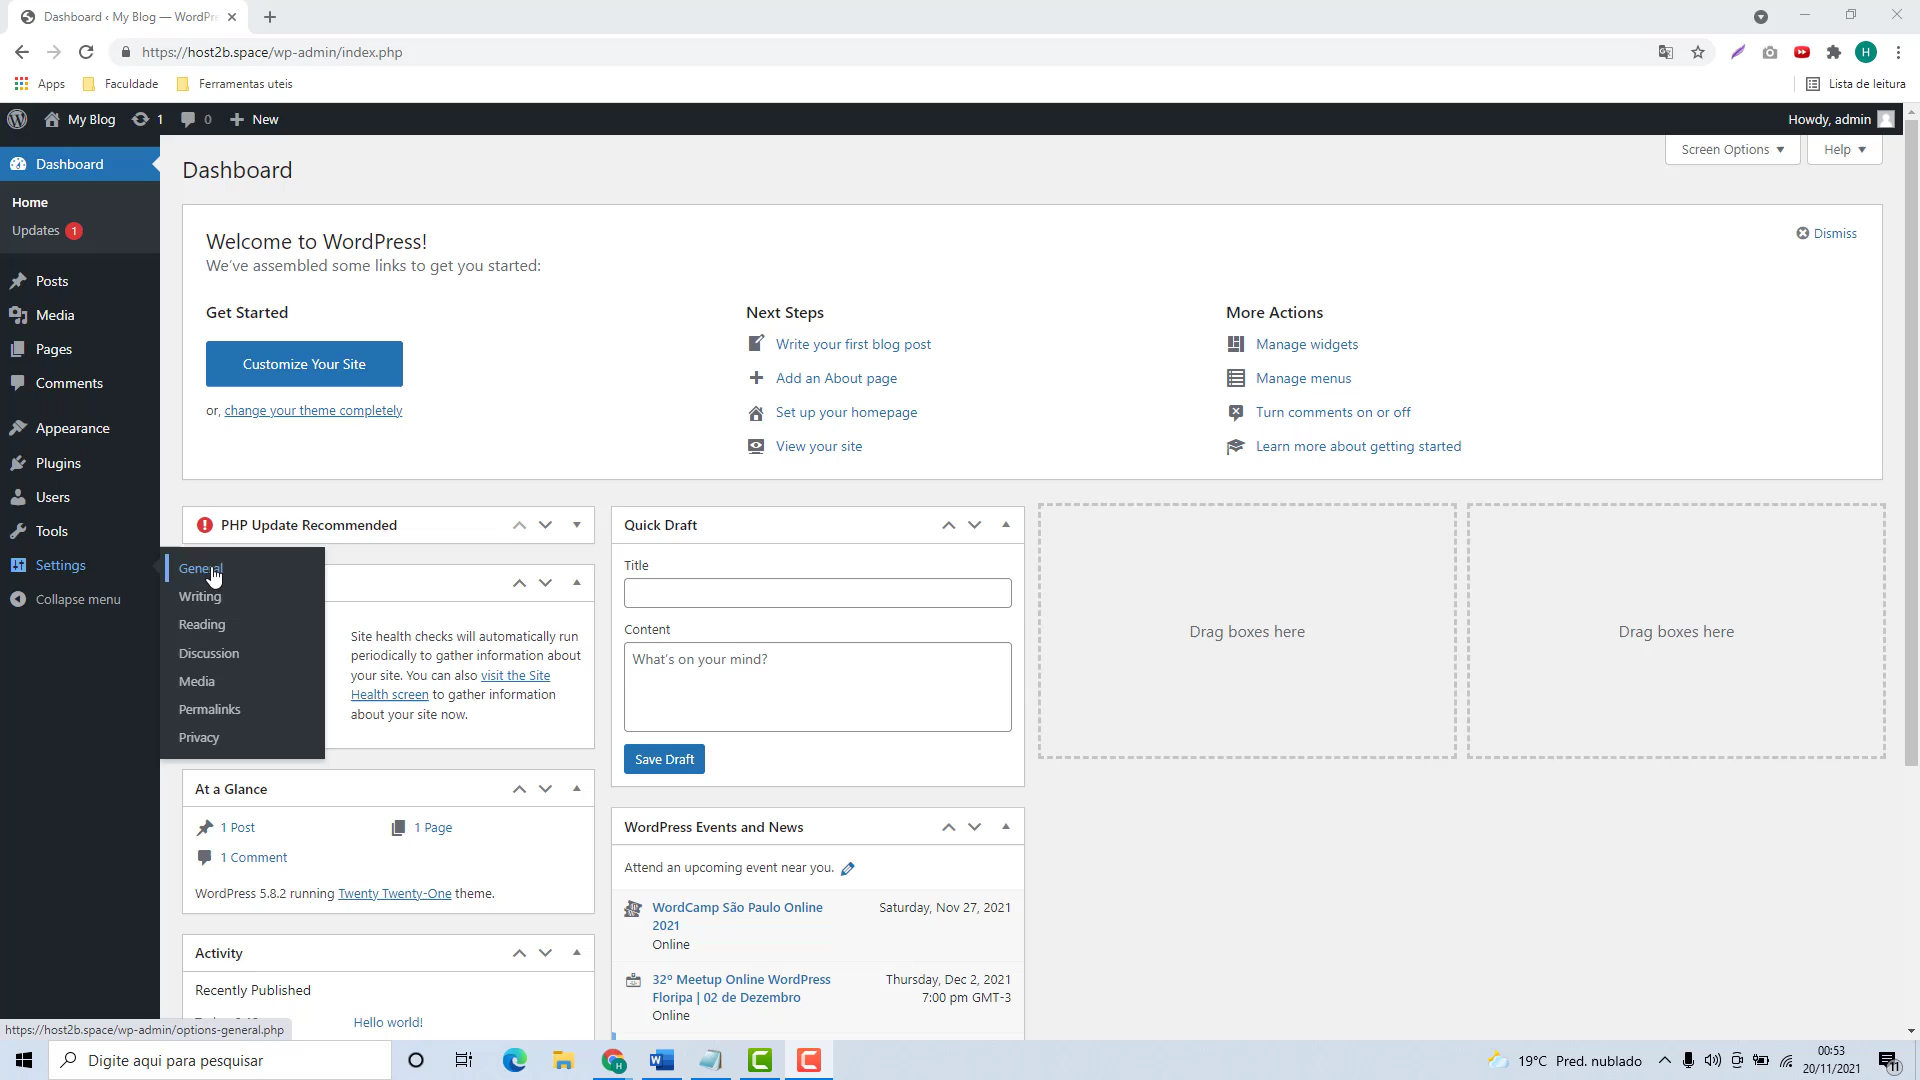 Dashboard ‹ My Blog — WordPre
https://host2b.space/wp-admin/index.php
H
Apps
Faculdade
Ferramentas uteis
Lista de leitura
My Blog
1
0
New
Howdy, admin
Dashboard
Home
Updates 1
Posts
Media
Pages
Comments
Appearance
Plugins
Users
Tools
Settings
Collapse menu
General
Writing
Reading
Discussion
Media
Permalinks
Privacy
Dashboard
Screen Options
Help
Welcome to WordPress!
We've assembled some links to get you started:
Dismiss
Get Started
Customize Your Site
or, change your theme completely
Next Steps
Write your first blog post
Add an About page
Set up your homepage
View your site
More Actions
Manage widgets
Manage menus
Turn comments on or off
Learn more about getting started
PHP Update Recommended
Site health checks will automatically run
periodically to gather information about
your site. You can also visit the Site
Health screen to gather information
about your site now.
At a Glance
1 Post
1 Page
1 Comment
WordPress 5.8.2 running Twenty Twenty-One theme.
Activity
Recently Published
Hello world!
Quick Draft
Title
Content
What's on your mind?
Save Draft
WordPress Events and News
Attend an upcoming event near you.
WordCamp São Paulo Online
2021
Online
Saturday, Nov 27, 2021
32º Meetup Online WordPress
Floripa | 02 de Dezembro
Online
Thursday, Dec 2, 2021
7:00 pm GMT-3
Drag boxes here
Drag boxes here
https://host2b.space/wp-admin/options-general.php
Digite aqui para pesquisar
19°C Pred. nublado
00:53
20/11/2021
11